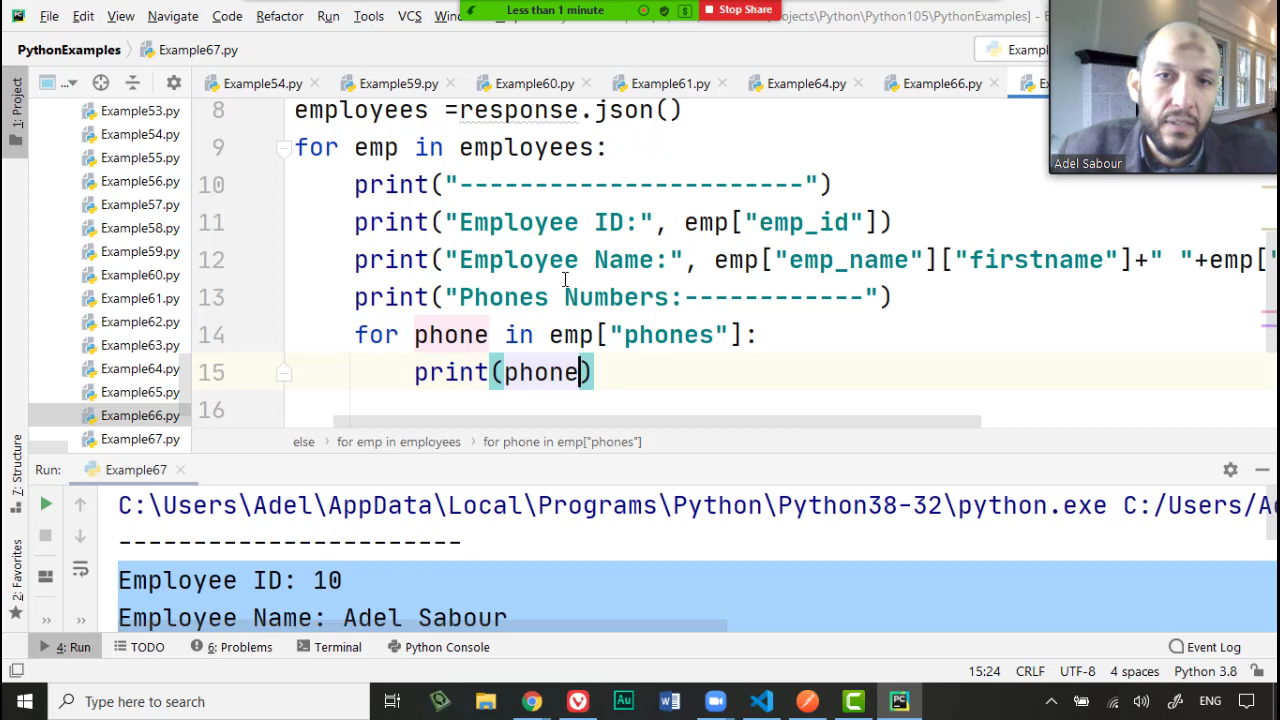 File Edit View Navigate Code Refactor Run Tools VCS
Less than 1 minute
Stop Share
PythonExamples
Example67.py
Example54.py
Example59.py
Example60.py
Example61.py
Example64.py
Example66.py
Adel Sabour
1: Project
7: Structure
2: Favorites
Example53.py
Example54.py
Example55.py
Example56.py
Example57.py
Example58.py
Example59.py
Example60.py
Example61.py
Example62.py
Example63.py
Example64.py
Example65.py
Example66.py
Example67.py
8 employees =response.json()
9 for emp in employees:
10 print("-----------------------")
11 print("Employee ID:", emp["emp_id"])
12 print("Employee Name:", emp["emp_name"]["firstname"]+" "+emp["
13 print("Phones Numbers:------------")
14 for phone in emp["phones"]:
15 print(phone)
16
else for emp in employees for phone in emp["phones"]
Run: Example67
C:\Users\Adel\AppData\Local\Programs\Python\Python38-32\python.exe
-----------------------
Employee ID: 10
Employee Name: Adel Sabour
4: Run TODO 6: Problems Terminal Python Console Event Log
15:24 CRLF UTF-8 4 spaces Python 3.8
Type here to search
ENG